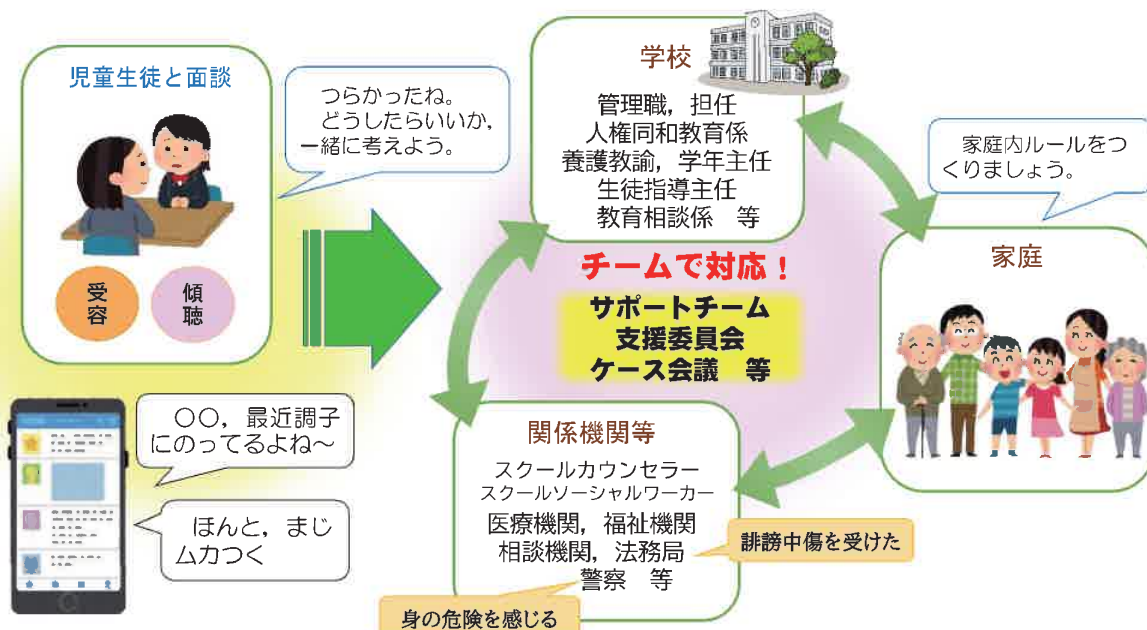 児童生徒と面談
つらかったね。
どうしたらいいか，
一緒に考えよう。
受容
傾聴
〇〇，最近調子
にのってるよね～
ほんと，まじ
ムカつく
学校
管理職，担任
人権同和教育係
養護教諭，学年主任
生徒指導主任
教育相談係　等
チームで対応！
サポートチーム
支援委員会
ケース会議　等
家庭内ルールをつ
くりましょう。
家庭
関係機関等
スクールカウンセラー
スクールソーシャルワーカー
医療機関，福祉機関
相談機関，法務局
警察　等
誹謗中傷を受けた
身の危険を感じる